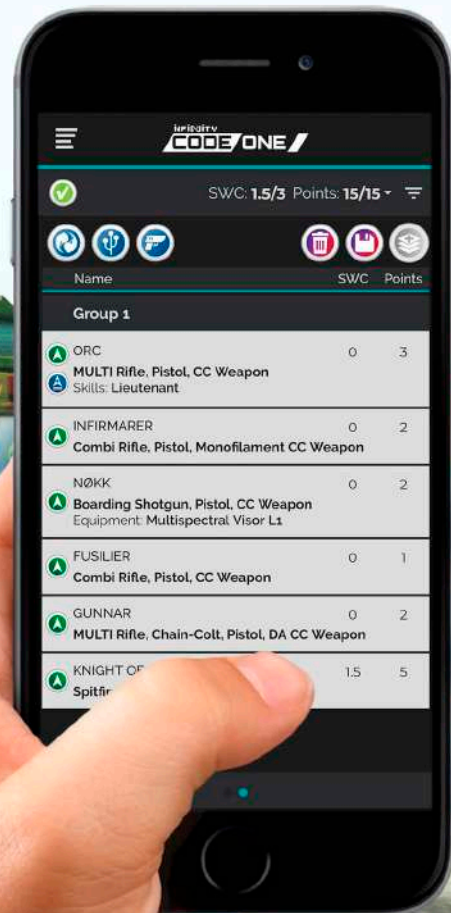 infinity
CODE ONE
SWC: 1.5/3 Points: 15/15
Name SWC Points
Group 1
ORC 0 3
MULTI Rifle, Pistol, CC Weapon
Skills: Lieutenant
INFIRMARER 0 2
Combi Rifle, Pistol, Monofilament CC Weapon
NØKK 0 2
Boarding Shotgun, Pistol, CC Weapon
Equipment: Multispectral Visor L1
FUSILIER 0 1
Combi Rifle, Pistol, CC Weapon
GUNNAR 0 2
MULTI Rifle, Chain-Colt, Pistol, DA CC Weapon
KNIGHT OF 1.5 5